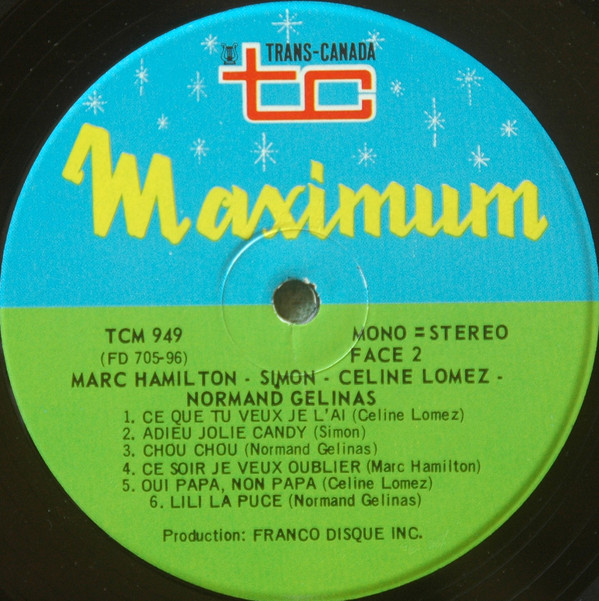 TRANS-CANADA
tc
Maximum
TCM 949
MONO = STEREO
(FD 705-96)
FACE 2
MARC HAMILTON - SIMON - CELINE LOMEZ -
NORMAND GELINAS
1. CE QUE TU VEUX JE L'AI (Celine Lomez)
2. ADIEU JOLIE CANDY (Simon)
3. CHOU CHOU (Normand Gelinas)
4. CE SOIR JE VEUX OUBLIER (Marc Hamilton)
5. OUI PAPA, NON PAPA (Celine Lomez)
6. LILI LA PUCE (Normand Gelinas)
Production: FRANCO DISQUE INC.